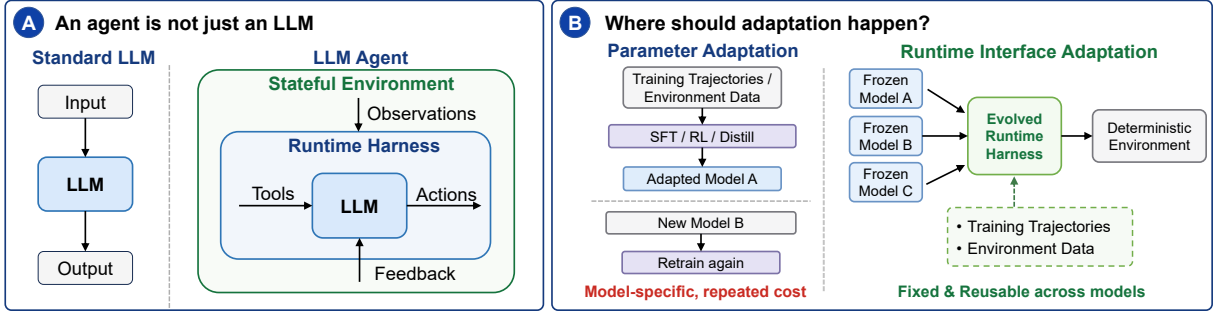 A An agent is not just an LLM
Standard LLM
Input
LLM
Output
LLM Agent
Stateful Environment
Observations
Runtime Harness
Tools
LLM
Actions
Feedback
B Where should adaptation happen?
Parameter Adaptation
Training Trajectories /
Environment Data
SFT / RL / Distill
Adapted Model A
New Model B
Retrain again
Model-specific, repeated cost
Runtime Interface Adaptation
Frozen
Model A
Frozen
Model B
Frozen
Model C
Evolved
Runtime
Harness
Deterministic
Environment
• Training Trajectories
• Environment Data
Fixed & Reusable across models